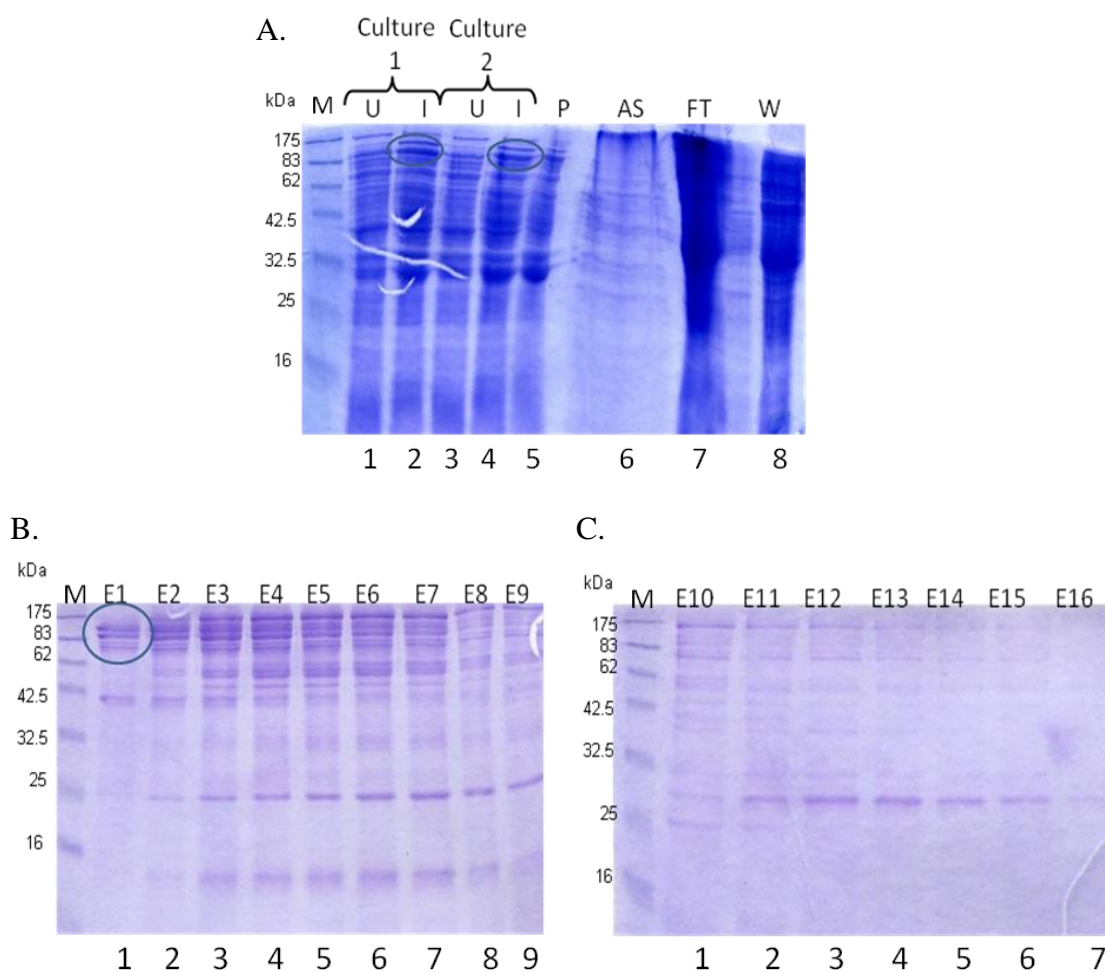 A.
Culture Culture
1 2
kDa M U I U I P AS FT W
175
83
62
42.5
32.5
25
16
1 2 3 4 5 6 7 8
B.
kDa
M E1 E2 E3 E4 E5 E6 E7 E8 E9
175
83
62
42.5
32.5
25
16
1 2 3 4 5 6 7 8 9
C.
kDa
M E10 E11 E12 E13 E14 E15 E16
175
83
62
42.5
32.5
25
16
1 2 3 4 5 6 7